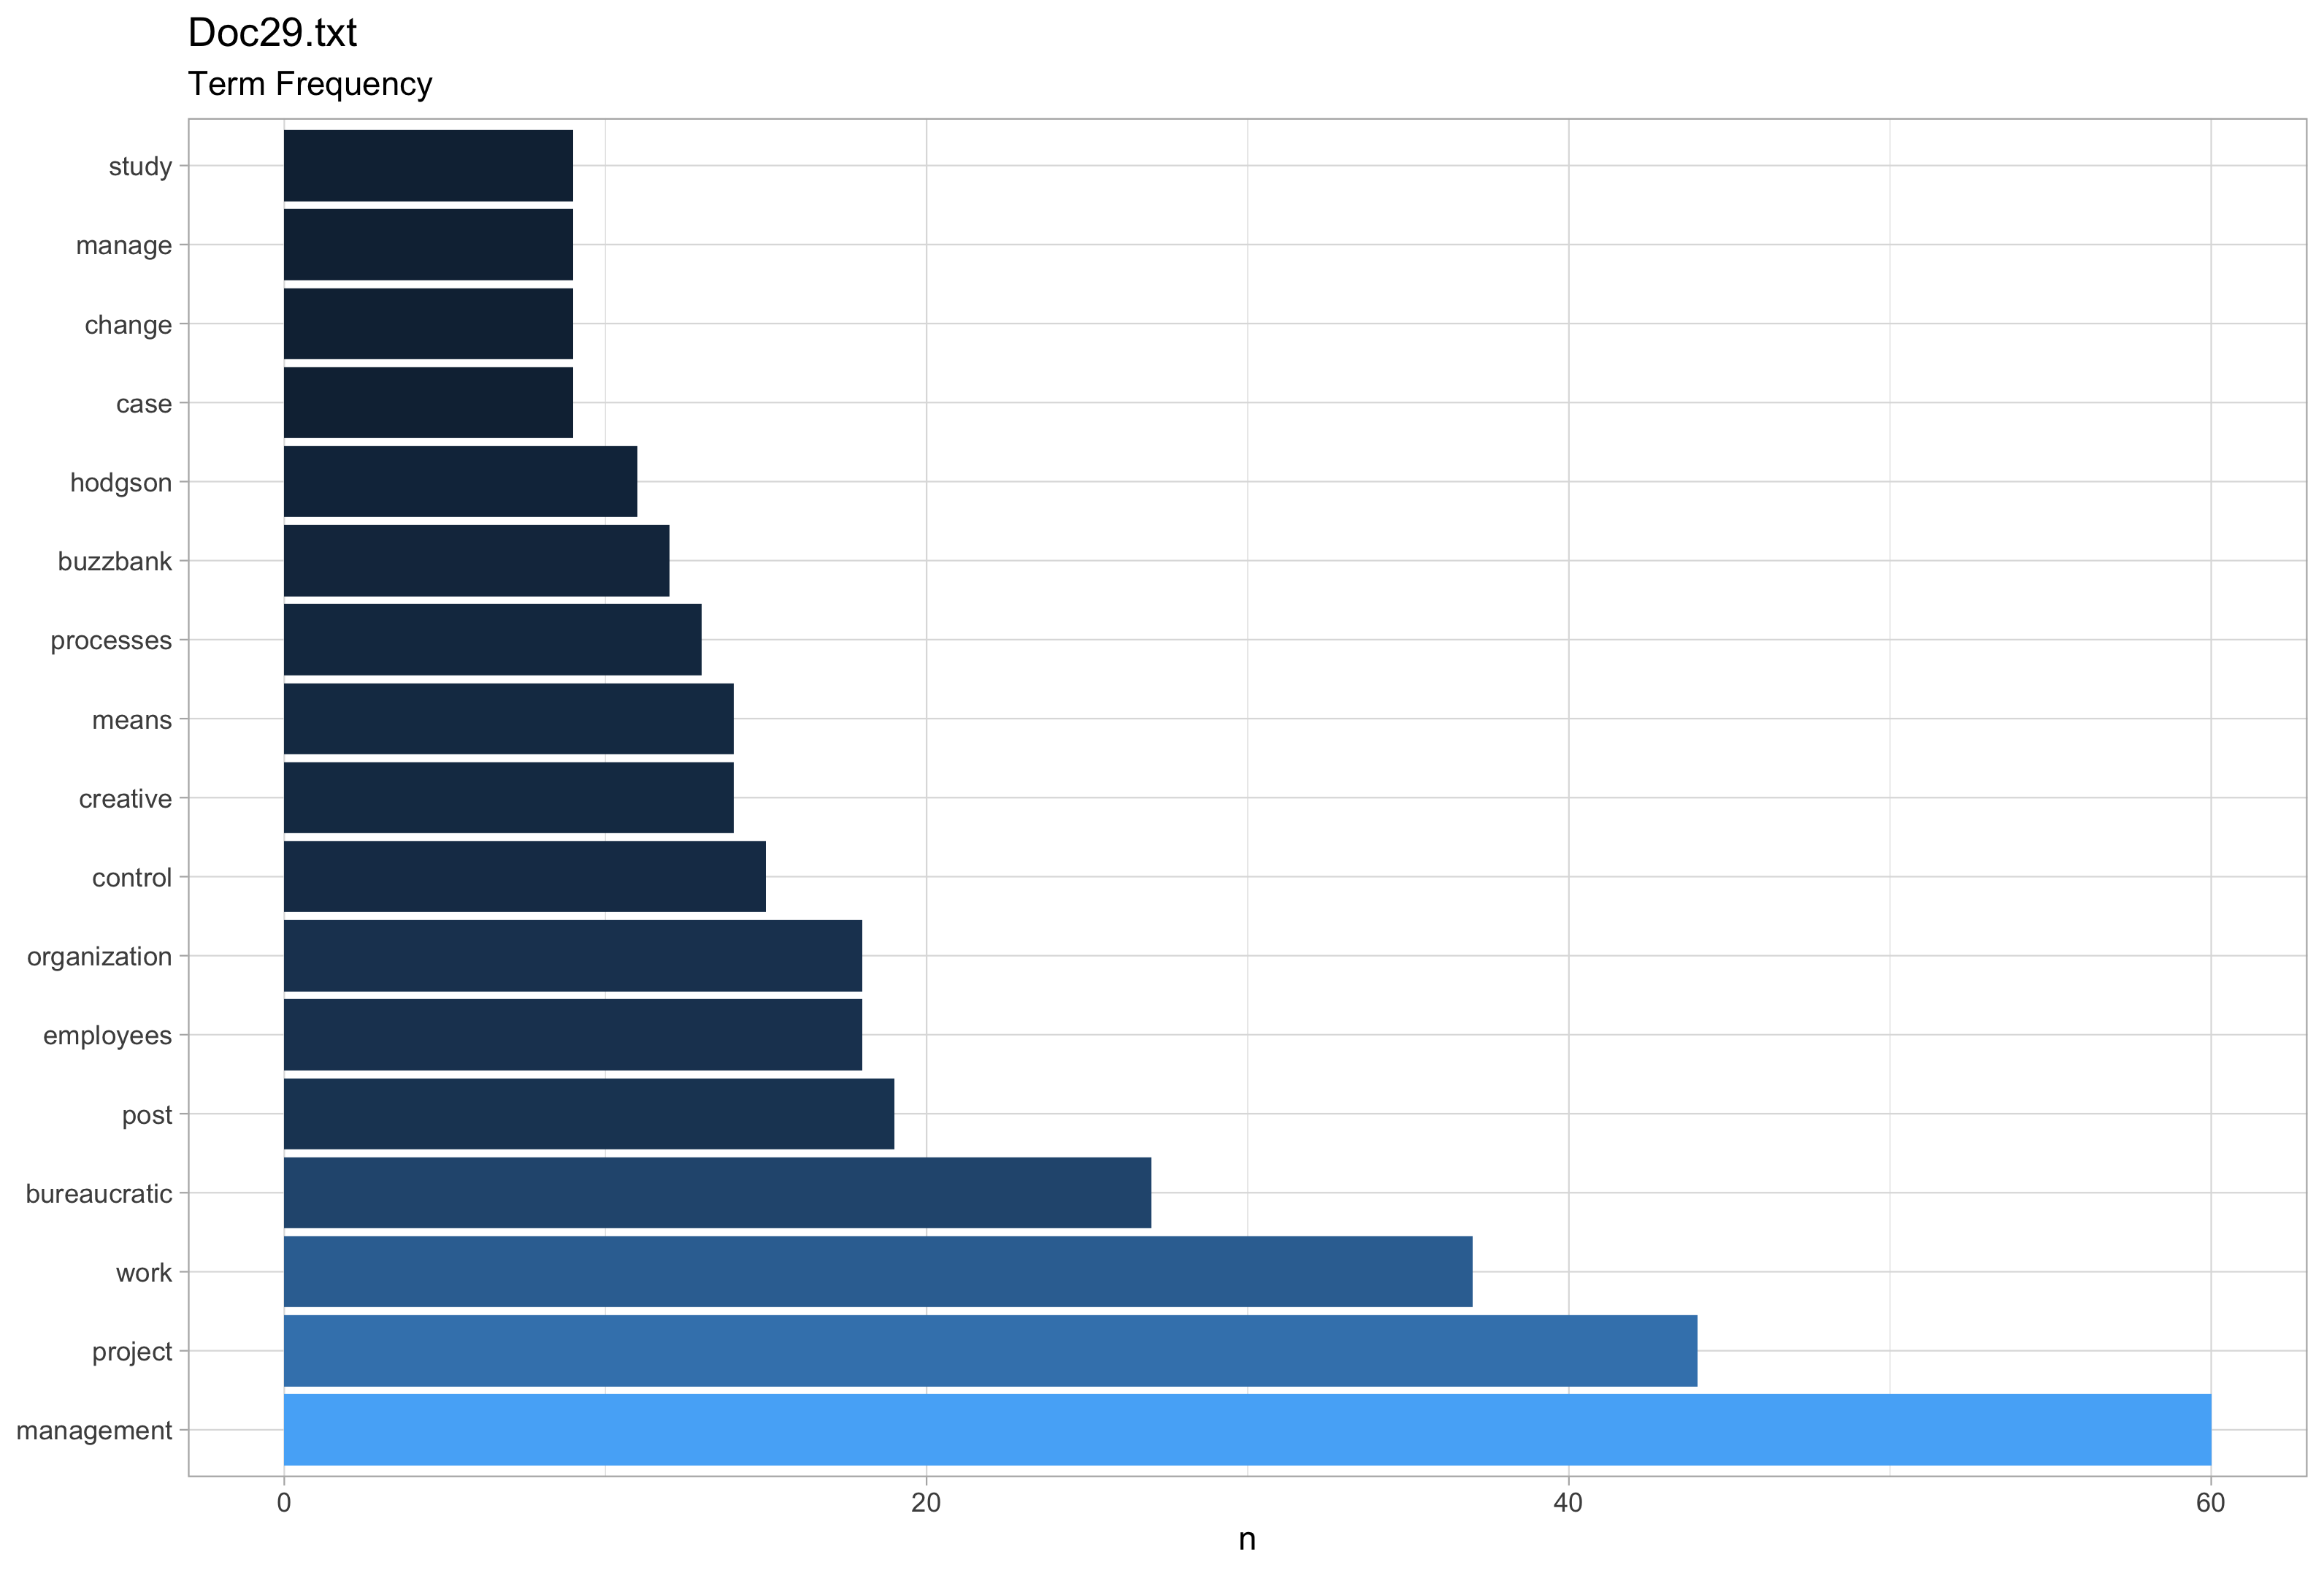 Doc29.txt
Term Frequency
study
manage
change
case
hodgson
buzzbank
processes
means
creative
control
organization
employees
post
bureaucratic
work
project
management
0 20 40 60
n